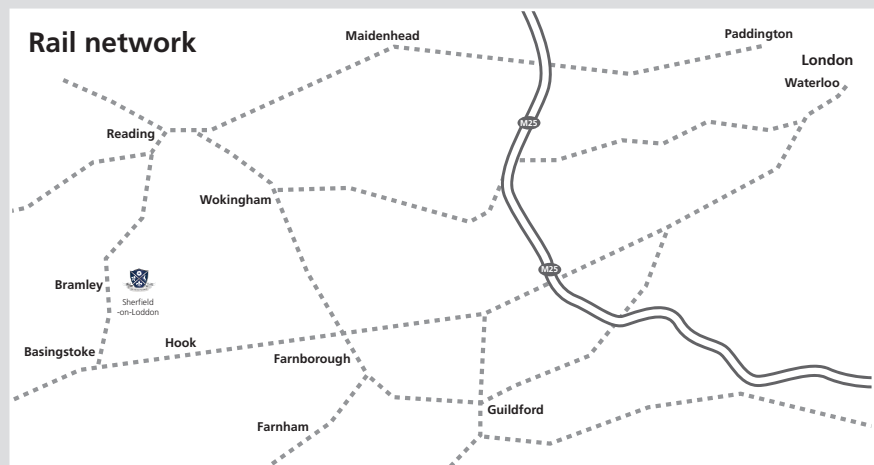 Rail network
Maidenhead
Paddington
London
Waterloo
M25
Reading
Wokingham
M25
Bramley
Sherfield
-on-Loddon
Hook
Basingstoke
Farnborough
Guildford
Farnham